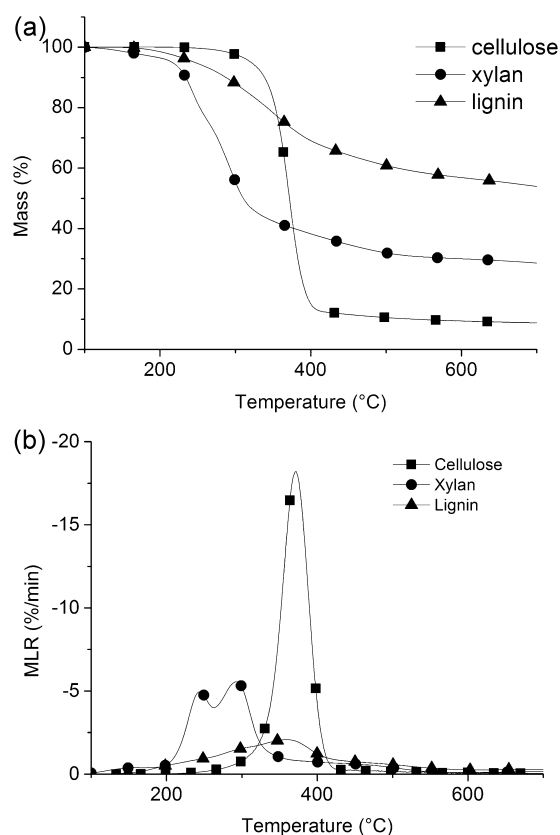 (a)
cellulose
xylan
lignin
100
80
60
40
20
0
Mass (%)
200 400 600
Temperature (°C)
(b)
-20
-15
-10
-5
0
MLR (%/min)
Cellulose
Xylan
Lignin
200 400 600
Temperature (°C)